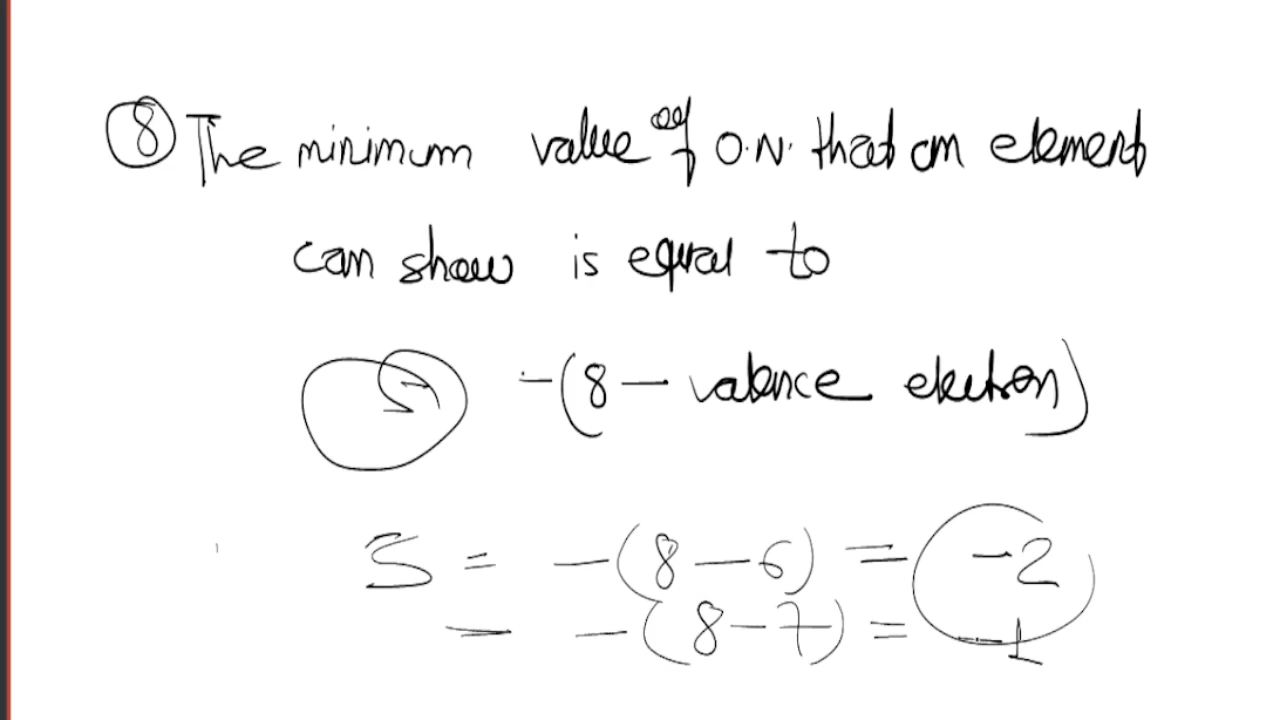 ⑧ The minimum value of O.N. that an element
can show is equal to
-(8 - valence electron)
S = -(8 - 6) = -2
= -(8 - 7) = -1